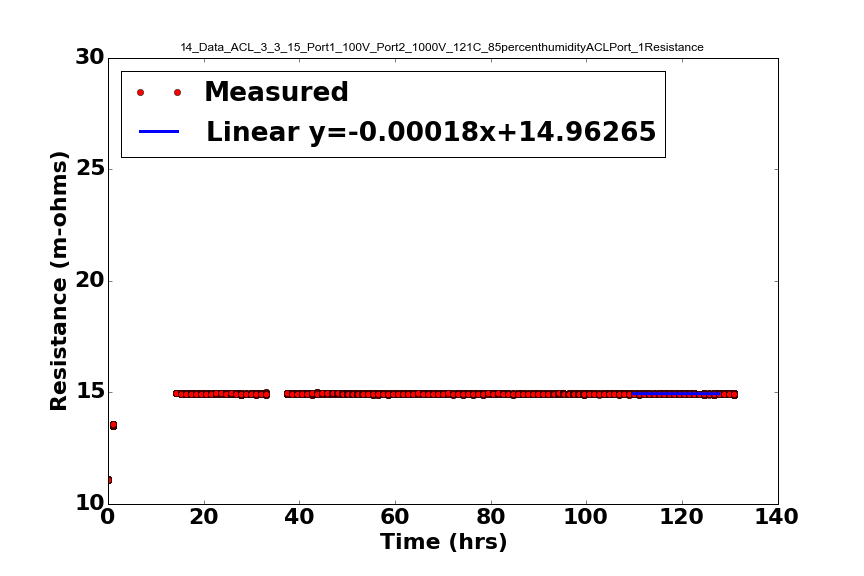 14_Data_ACL_3_3_15_Port1_100V_Port2_1000V_121C_85percenthumidityACLPort_1Resistance
Measured
Linear y=-0.00018x+14.96265
Resistance (m-ohms)
30
25
20
15
10
0 20 40 60 80 100 120 140
Time (hrs)